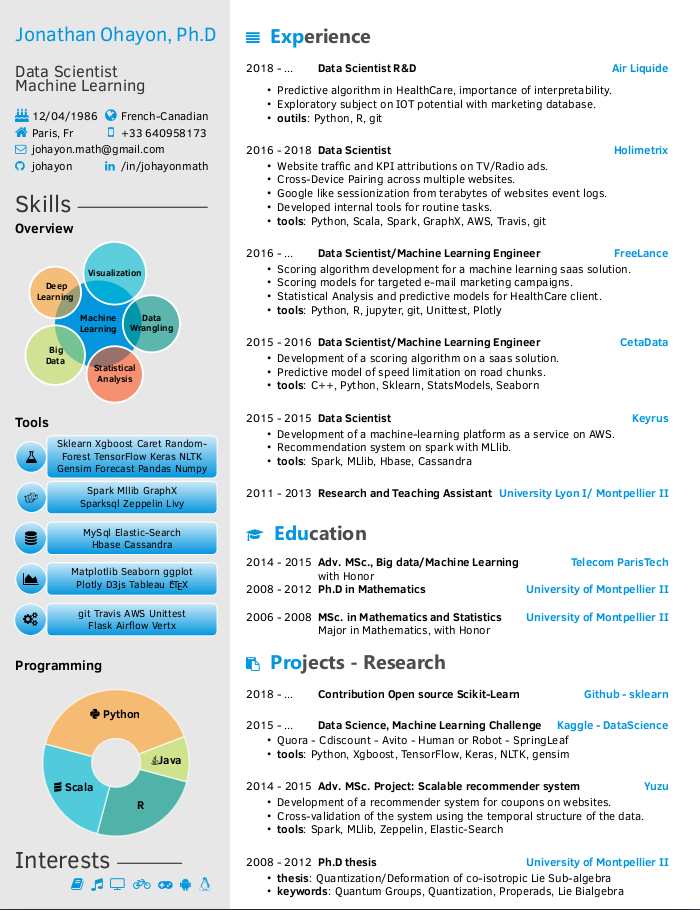 Jonathan Ohayon, Ph.D
Data Scientist
Machine Learning
12/04/1986 French-Canadian
Paris, Fr +33 640958173
johayon.math@gmail.com
johayon in /in/johayonmath
Skills
Overview
Visualization
Deep
Learning
Machine
Learning
Data
Wrangling
Big
Data
Statistical
Analysis
Tools
Sklearn Xgboost Caret Random-
Forest TensorFlow Keras NLTK
Gensim Forecast Pandas Numpy
Spark Mllib GraphX
Sparksql Zeppelin Livy
MySql Elastic-Search
Hbase Cassandra
Matplotlib Seaborn ggplot
Plotly D3js Tableau LATEX
git Travis AWS Unittest
Flask Airflow Vertx
Programming
Python
Java
Scala
R
Interests
Experience
2018 - ... Data Scientist R&D Air Liquide
• Predictive algorithm in HealthCare, importance of interpretability.
• Exploratory subject on IOT potential with marketing database.
• outils: Python, R, git
2016 - 2018 Data Scientist Holimetrix
• Website traffic and KPI attributions on TV/Radio ads.
• Cross-Device Pairing across multiple websites.
• Google like sessionization from terabytes of websites event logs.
• Developed internal tools for routine tasks.
• tools: Python, Scala, Spark, GraphX, AWS, Travis, git
2016 - ... Data Scientist/Machine Learning Engineer FreeLance
• Scoring algorithm development for a machine learning saas solution.
• Scoring models for targeted e-mail marketing campaigns.
• Statistical Analysis and predictive models for HealthCare client.
• tools: Python, R, jupyter, git, Unittest, Plotly
2015 - 2016 Data Scientist/Machine Learning Engineer CetaData
• Development of a scoring algorithm on a saas solution.
• Predictive model of speed limitation on road chunks.
• tools: C++, Python, Sklearn, StatsModels, Seaborn
2015 - 2015 Data Scientist Keyrus
• Development of a machine-learning platform as a service on AWS.
• Recommendation system on spark with MLlib.
• tools: Spark, MLlib, Hbase, Cassandra
2011 - 2013 Research and Teaching Assistant University Lyon I/ Montpellier II
Education
2014 - 2015 Adv. MSc., Big data/Machine Learning Telecom ParisTech
with Honor
2008 - 2012 Ph.D in Mathematics University of Montpellier II
2006 - 2008 MSc. in Mathematics and Statistics University of Montpellier II
Major in Mathematics, with Honor
Projects - Research
2018 - ... Contribution Open source Scikit-Learn Github - sklearn
2015 - ... Data Science, Machine Learning Challenge Kaggle - DataScience
• Quora - Cdiscount - Avito - Human or Robot - SpringLeaf
• tools: Python, Xgboost, TensorFlow, Keras, NLTK, gensim
2014 - 2015 Adv. MSc. Project: Scalable recommender system Yuzu
• Development of a recommender system for coupons on websites.
• Cross-validation of the system using the temporal structure of the data.
• tools: Spark, MLlib, Zeppelin, Elastic-Search
2008 - 2012 Ph.D thesis University of Montpellier II
• thesis: Quantization/Deformation of co-isotropic Lie Sub-algebra
• keywords: Quantum Groups, Quantization, Properads, Lie Bialgebra